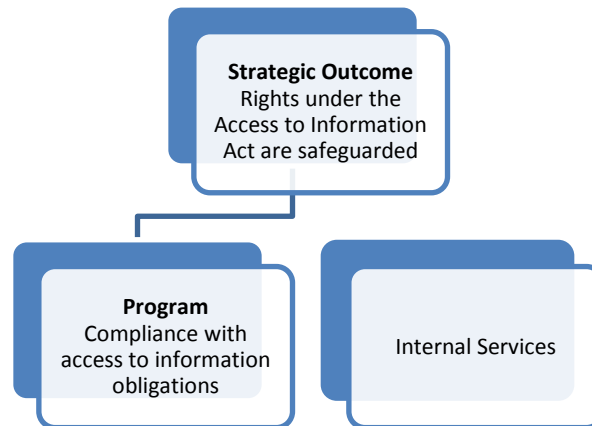 Strategic Outcome
Rights under the
Access to Information
Act are safeguarded
Program
Compliance with
access to information
obligations
Internal Services